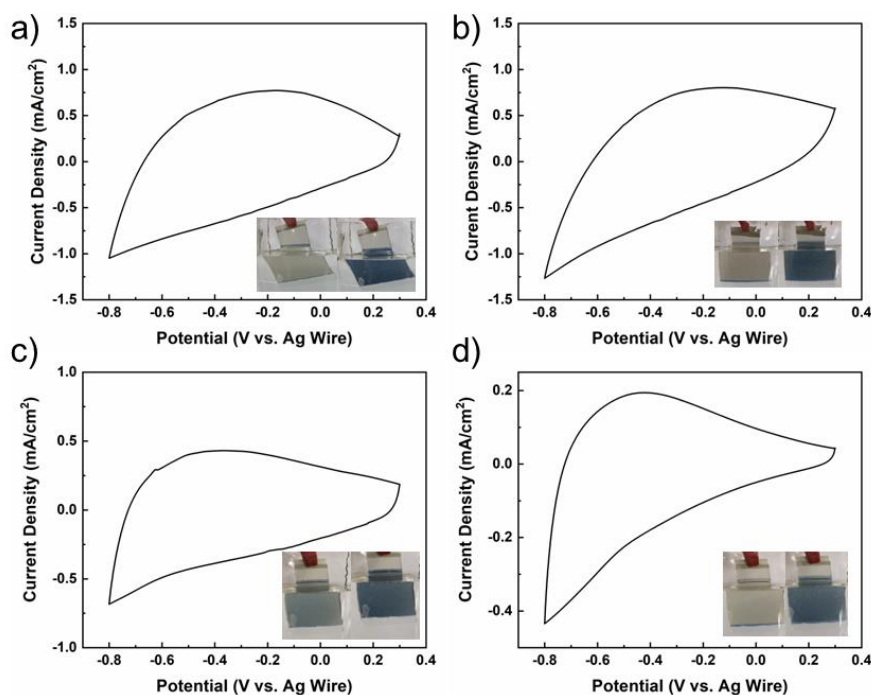 a)
Current Density (mA/cm²)
1.5
1.0
0.5
0.0
-0.5
-1.0
-1.5
-0.8 -0.6 -0.4 -0.2 0.0 0.2 0.4
Potential (V vs. Ag Wire)
b)
Curent Density (mA/cm²)
1.5
1.0
0.5
0.0
-0.5
-1.0
1.5
-0.8 -0.6 -0.4 -0.2 0.0 0.2 0.4
Potential (V vs. Ag Wire)
c)
Current Density (mA/cm²)
1.0
0.5
0.0
-0.5
-1.0
-0.8 -0.6 -0.4 -0.2 0.0 0.2 0.4
Potential (V vs. Ag Wire)
d)
Current Density (mA/cm²)
0.2
0.0
-0.2
-0.4
-0.8 -0.6 -0.4 -0.2 0.0 0.2 0.4
Potential (V vs. Ag Wire)